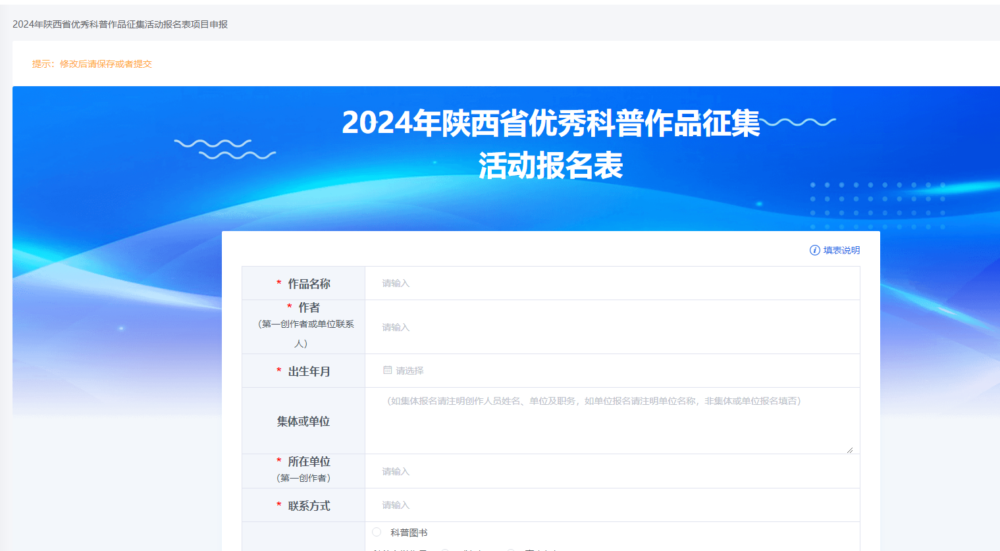 2024年陕西省优秀科普作品征集活动报名表项目申报
提示：修改后请保存或者提交
2024年陕西省优秀科普作品征集
活动报名表
填表说明
* 作品名称 请输入
* 作者
（第一创作者或单位联系
人）
请输入
* 出生年月 请选择
集体或单位
（如集体报名请注明创作人员姓名、单位及职务，如单位报名请注明单位名称，非集体或单位报名填否）
* 所在单位
（第一创作者）
请输入
* 联系方式 请输入
科普图书